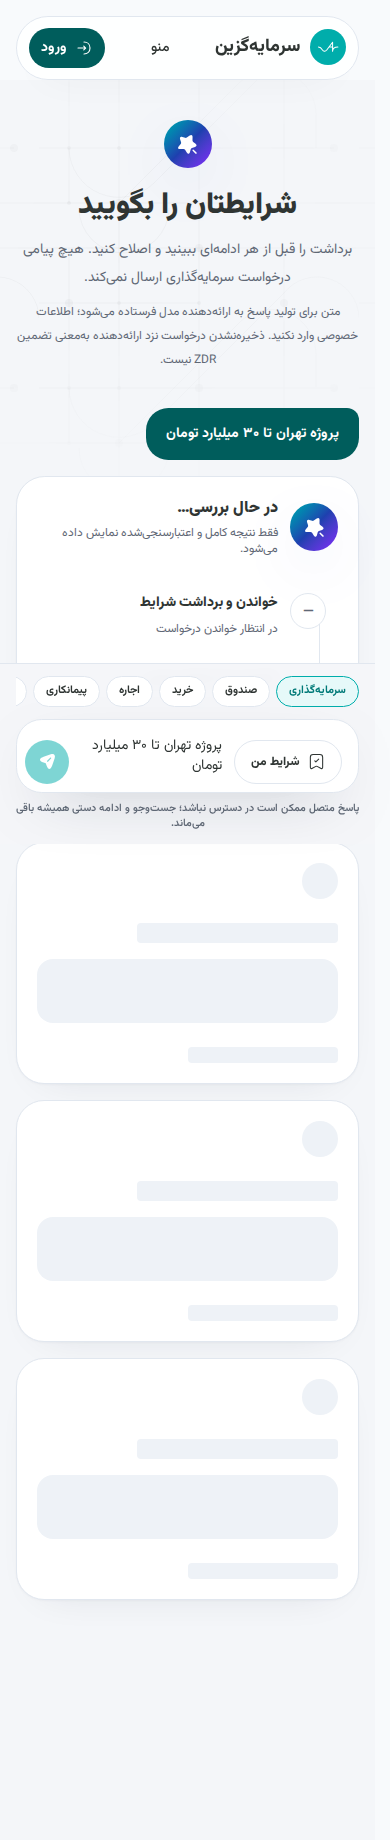 سرمایه‌گزین
منو
ورود
شرایطتان را بگویید
برداشت را قبل از هر ادامه‌ای ببینید و اصلاح کنید. هیچ پیامی
درخواست سرمایه‌گذاری ارسال نمی‌کند.
متن برای تولید پاسخ به ارائه‌دهنده مدل فرستاده می‌شود؛ اطلاعات
خصوصی وارد نکنید. ذخیره‌نشدن درخواست نزد ارائه‌دهنده به‌معنی تضمین
ZDR نیست.
پروژه تهران تا ۳۰ میلیارد تومان
در حال بررسی…
فقط نتیجه کامل و اعتبارسنجی‌شده نمایش داده
می‌شود.
خواندن و برداشت شرایط
در انتظار خواندن درخواست
سرمایه‌گذاری
صندوق
خرید
اجاره
پیمانکاری
شرایط من
پروژه تهران تا ۳۰ میلیارد
تومان
پاسخ متصل ممکن است در دسترس نباشد؛ جست‌وجو و ادامه دستی همیشه باقی
می‌ماند.